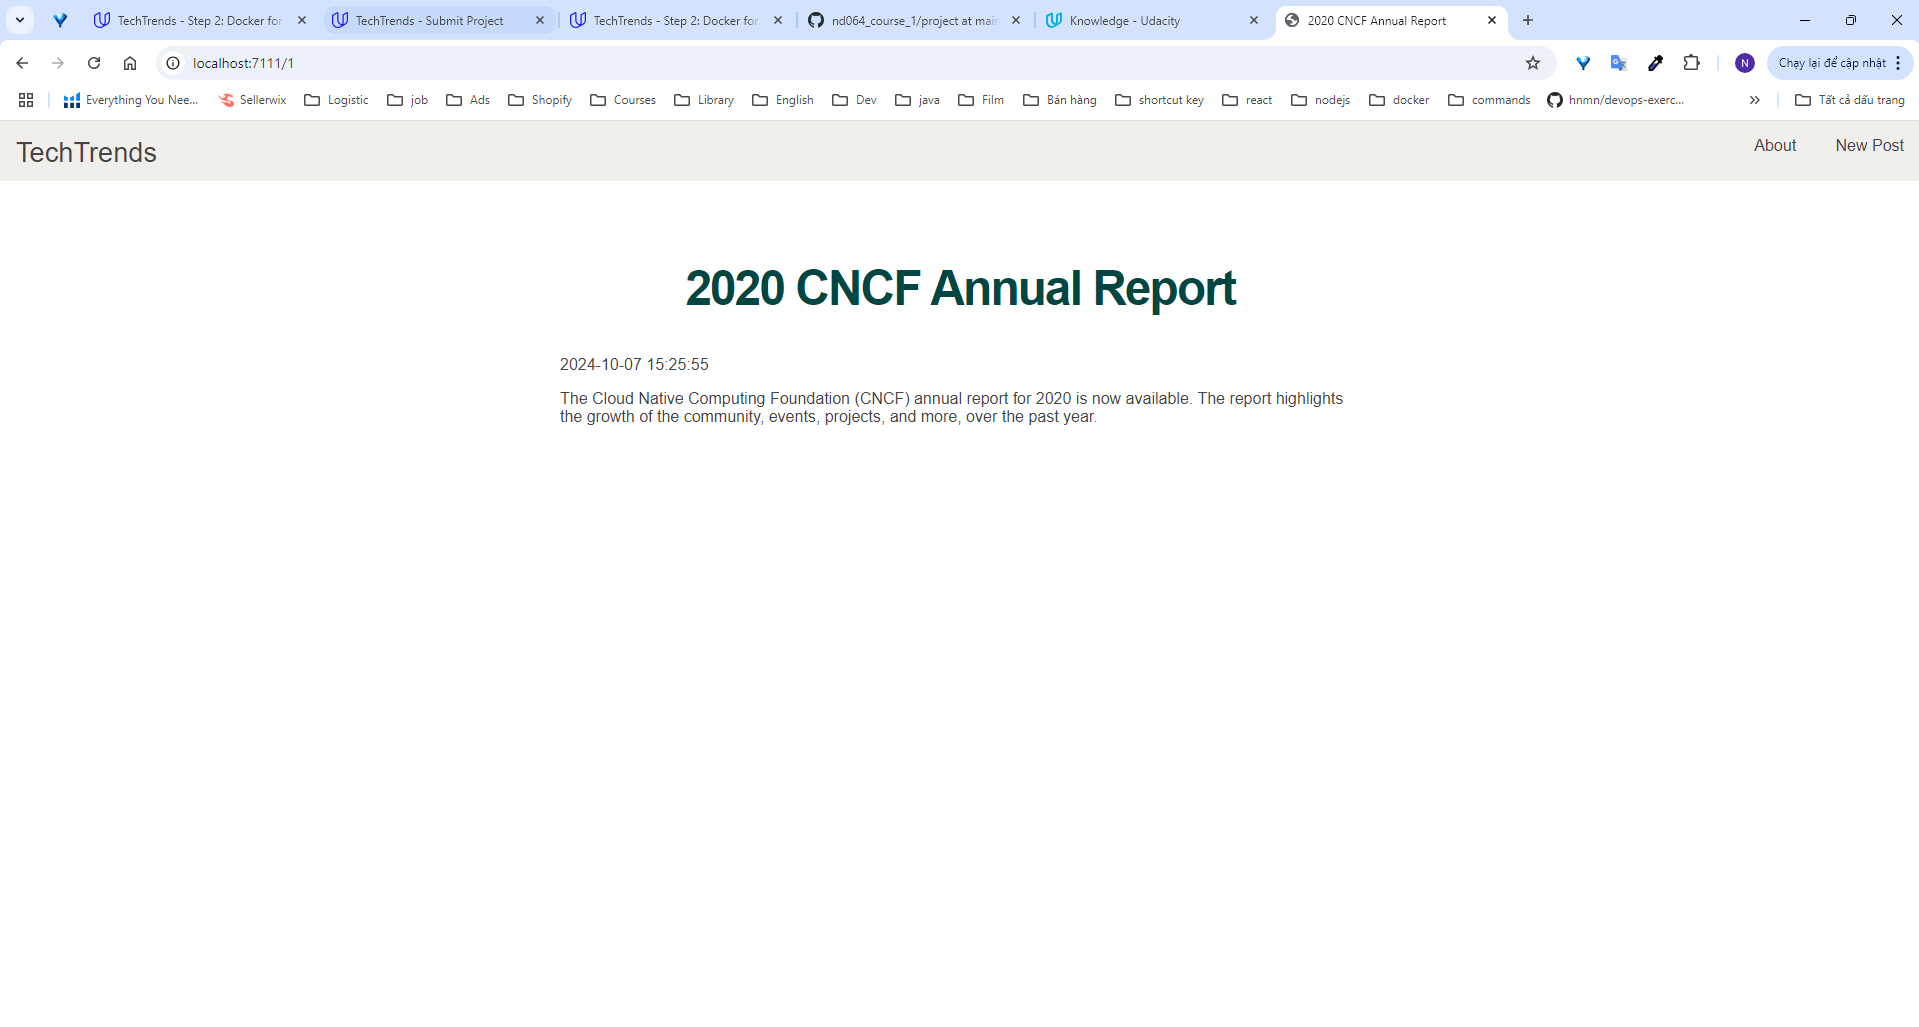 TechTrends - Step 2: Docker for
TechTrends - Submit Project
TechTrends - Step 2: Docker for
nd064_course_1/project at main
Knowledge - Udacity
2020 CNCF Annual Report
localhost:7111/1
N
Chạy lại để cập nhật
Everything You Nee...
Sellerwix
Logistic
job
Ads
Shopify
Courses
Library
English
Dev
java
Film
Bán hàng
shortcut key
react
nodejs
docker
commands
hnmn/devops-exerc...
Tất cả dấu trang
TechTrends
About
New Post
2020 CNCF Annual Report
2024-10-07 15:25:55
The Cloud Native Computing Foundation (CNCF) annual report for 2020 is now available. The report highlights
the growth of the community, events, projects, and more, over the past year.